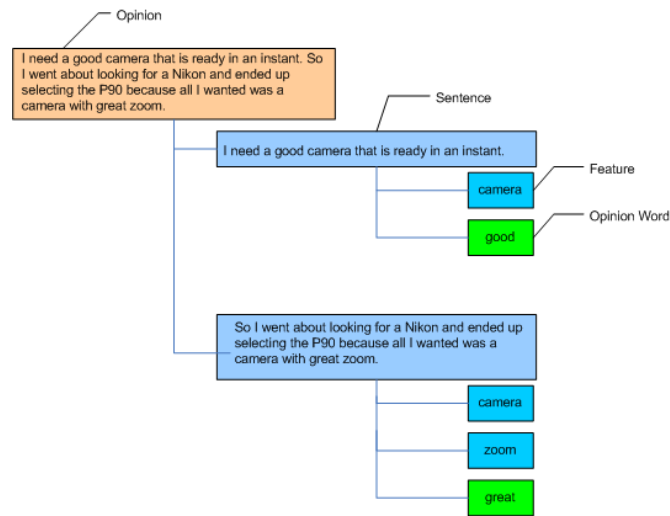 Opinion
I need a good camera that is ready in an instant. So
I went about looking for a Nikon and ended up
selecting the P90 because all I wanted was a
camera with great zoom.
Sentence
I need a good camera that is ready in an instant.
Feature
camera
Opinion Word
good
So I went about looking for a Nikon and ended up
selecting the P90 because all I wanted was a
camera with great zoom.
camera
zoom
great